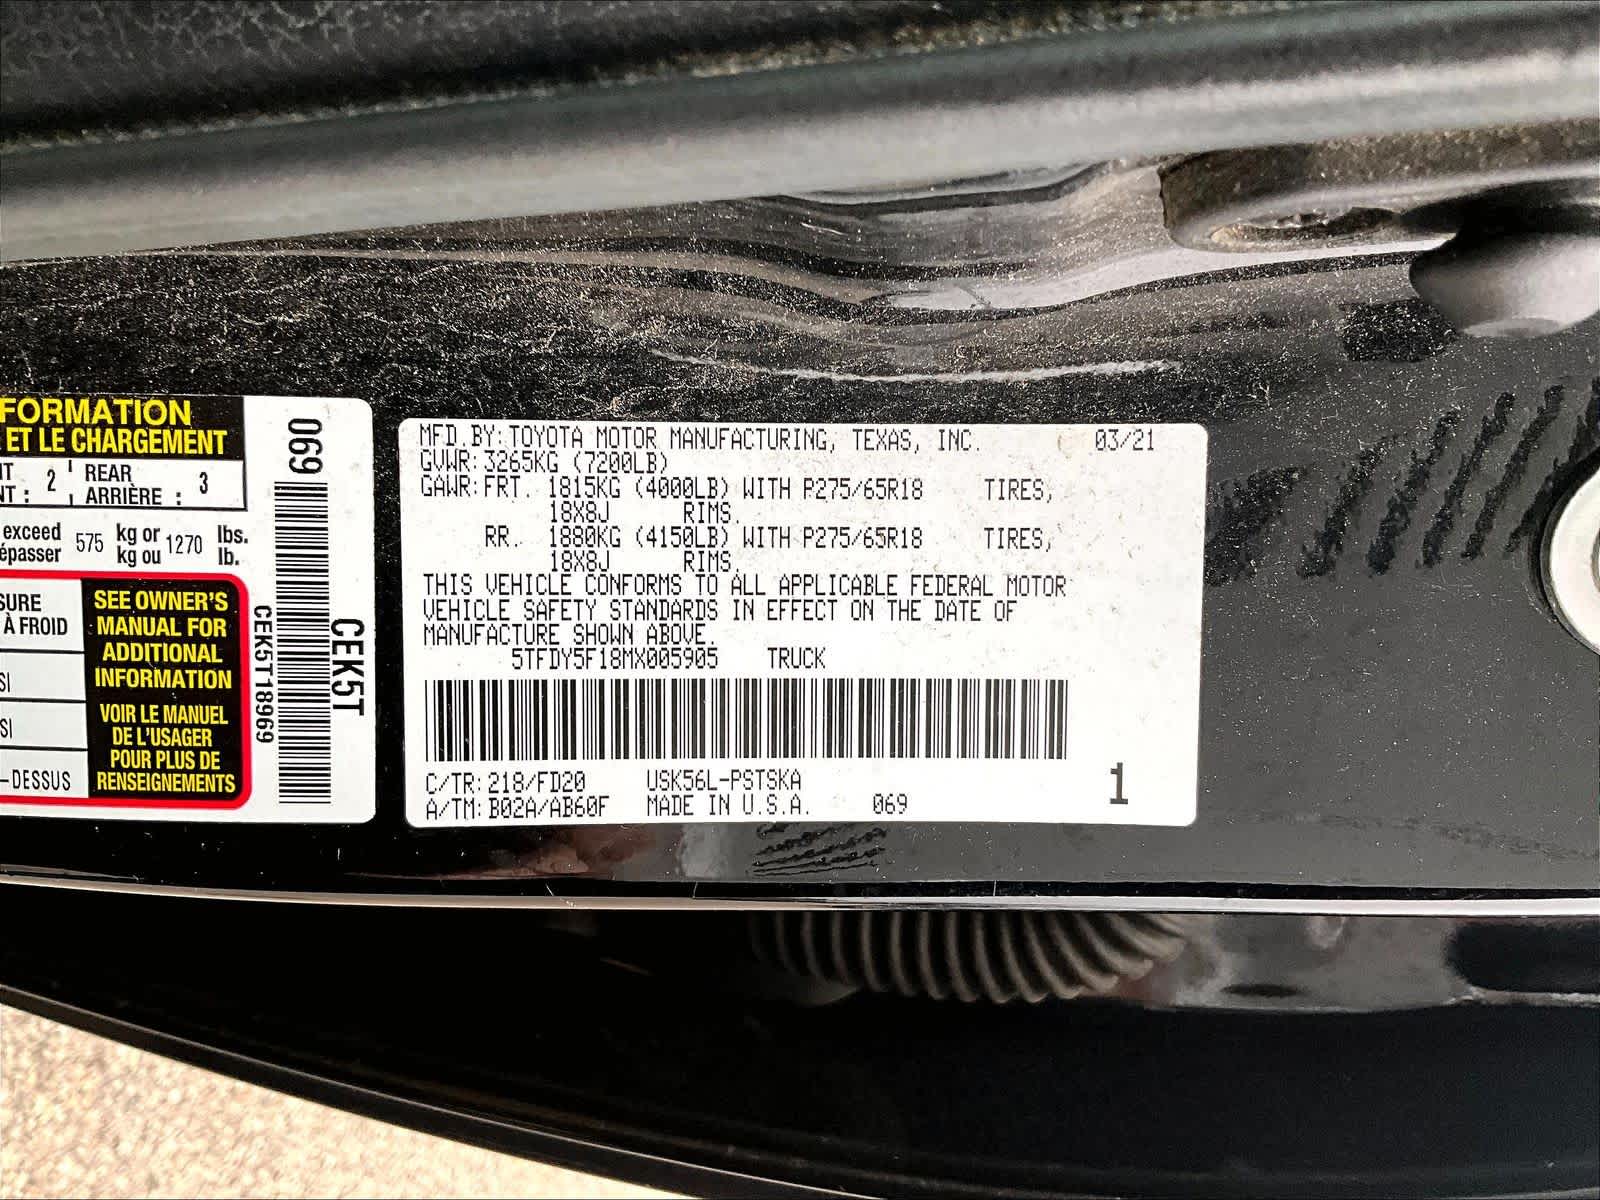 FORMATION
ET LE CHARGEMENT
2 REAR
ARRIÈRE : 3
exceed 575 kg or 1270 lbs.
kg ou lb.
À FROID
SEE OWNER'S
MANUAL FOR
ADDITIONAL
INFORMATION
VOIR LE MANUEL
DE L'USAGER
POUR PLUS DE
RENSEIGNEMENTS
-DESSUS
069
CEK5T
CEK5T18969
MFD.BY:TOYOTA MOTOR MANUFACTURING, TEXAS, INC. 03/21
GVWR:3265KG (7200LB)
GAWR:FRT. 1815KG (4000LB) WITH P275/65R18 TIRES,
18X8J RIMS.
RR. 1880KG (4150LB) WITH P275/65R18 TIRES,
18X8J RIMS.
THIS VEHICLE CONFORMS TO ALL APPLICABLE FEDERAL MOTOR
VEHICLE SAFETY STANDARDS IN EFFECT ON THE DATE OF
MANUFACTURE SHOWN ABOVE.
5TFDY5F18MX005905 TRUCK
C/TR:218/FD20 USK56L-PSTSKA
A/TM:B02A/AB60F MADE IN U.S.A. 069
1